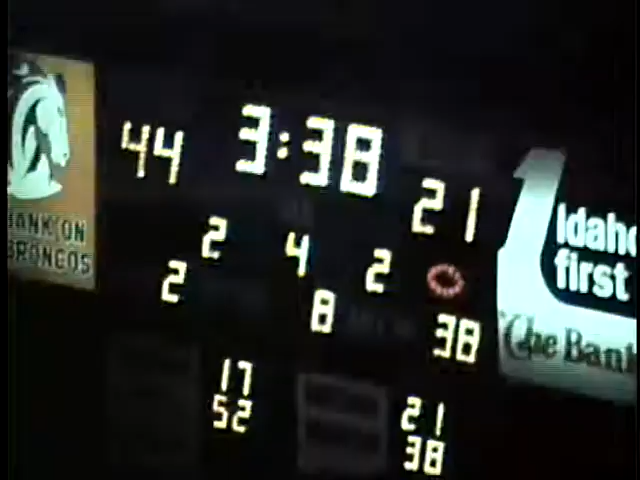 44 3:38 21
2 4 2
2 8 38
17 21
52 38
BANK ON
BRONCOS
1
Idaho
first
The Bank